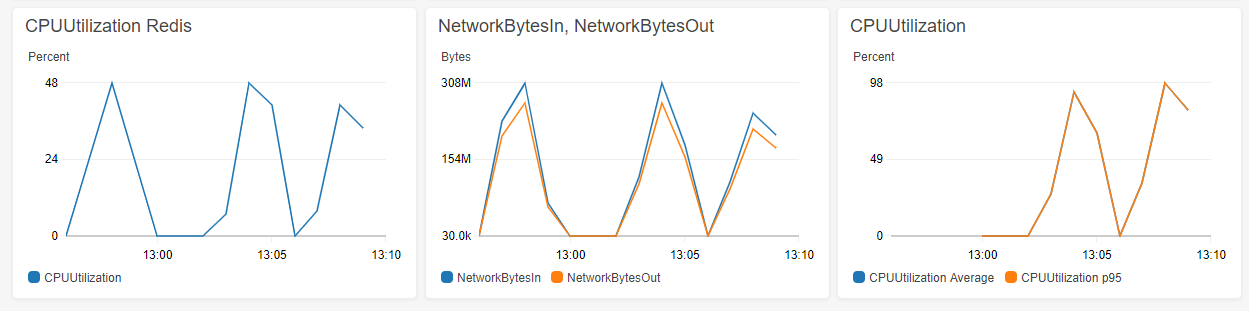 CPUUtilization Redis
Percent
48
24
0
13:00 13:05 13:10
CPUUtilization
NetworkBytesIn, NetworkBytesOut
Bytes
308M
154M
30.0k
13:00 13:05 13:10
NetworkBytesIn NetworkBytesOut
CPUUtilization
Percent
98
49
0
13:00 13:05 13:10
CPUUtilization Average CPUUtilization p95